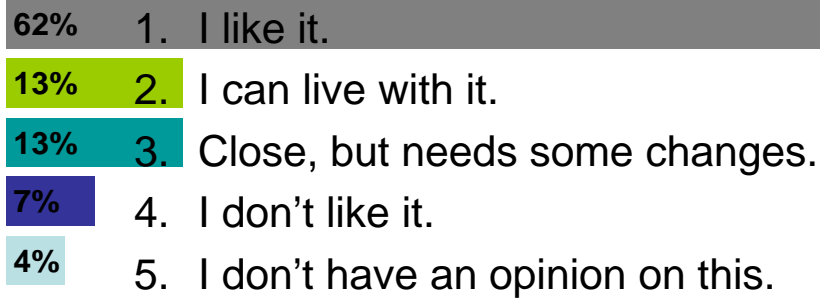 62% 1. I like it.
13% 2. I can live with it.
13% 3. Close, but needs some changes.
7% 4. I don’t like it.
4% 5. I don’t have an opinion on this.